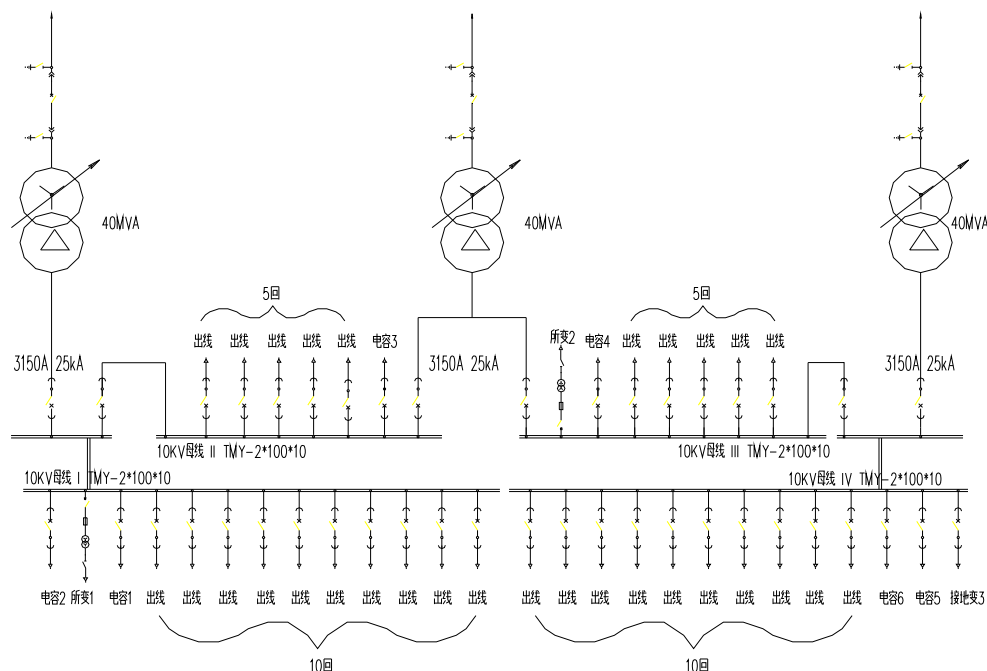 40MVA
40MVA
40MVA
5回
5回
出线 出线 出线 出线 出线 电容3
所变2 电容4 出线 出线 出线 出线 出线
3150A 25kA
3150A 25kA
3150A 25kA
10KV母线 II TMY-2*100*10
10KV母线 III TMY-2*100*10
10KV母线 I TMY-2*100*10
10KV母线 IV TMY-2*100*10
电容2 所变1 电容1 出线 出线 出线 出线 出线 出线 出线 出线 出线 出线
出线 出线 出线 出线 出线 出线 出线 出线 出线 出线 电容6 电容5 接地变3
10回
10回